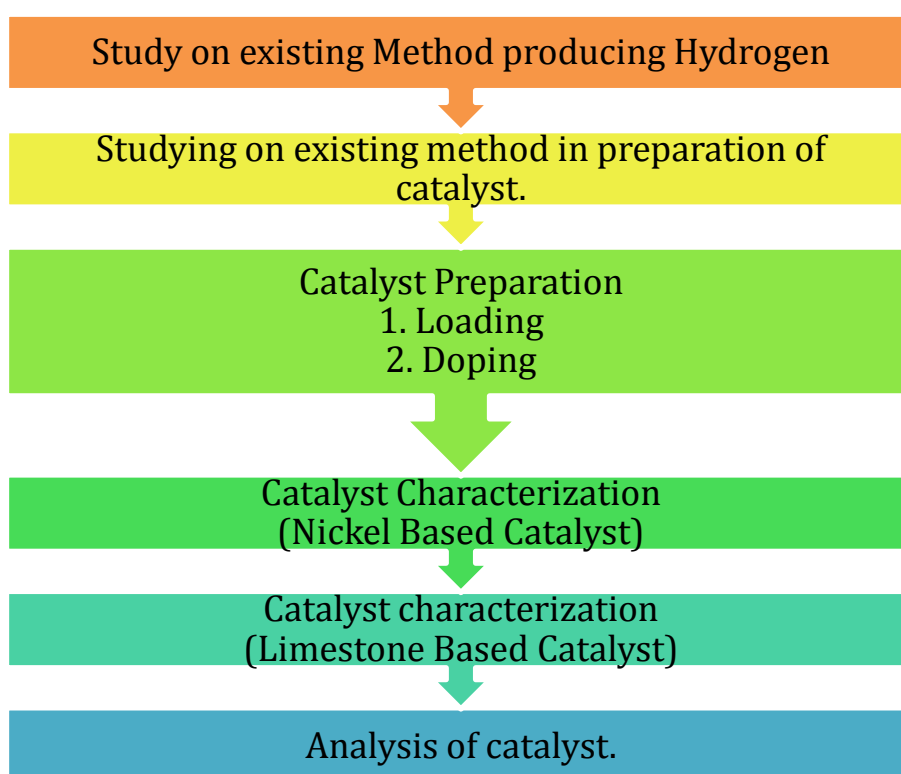 Study on existing Method producing Hydrogen
Studying on existing method in preparation of
catalyst.
Catalyst Preparation
1. Loading
2. Doping
Catalyst Characterization
(Nickel Based Catalyst)
Catalyst characterization
(Limestone Based Catalyst)
Analysis of catalyst.